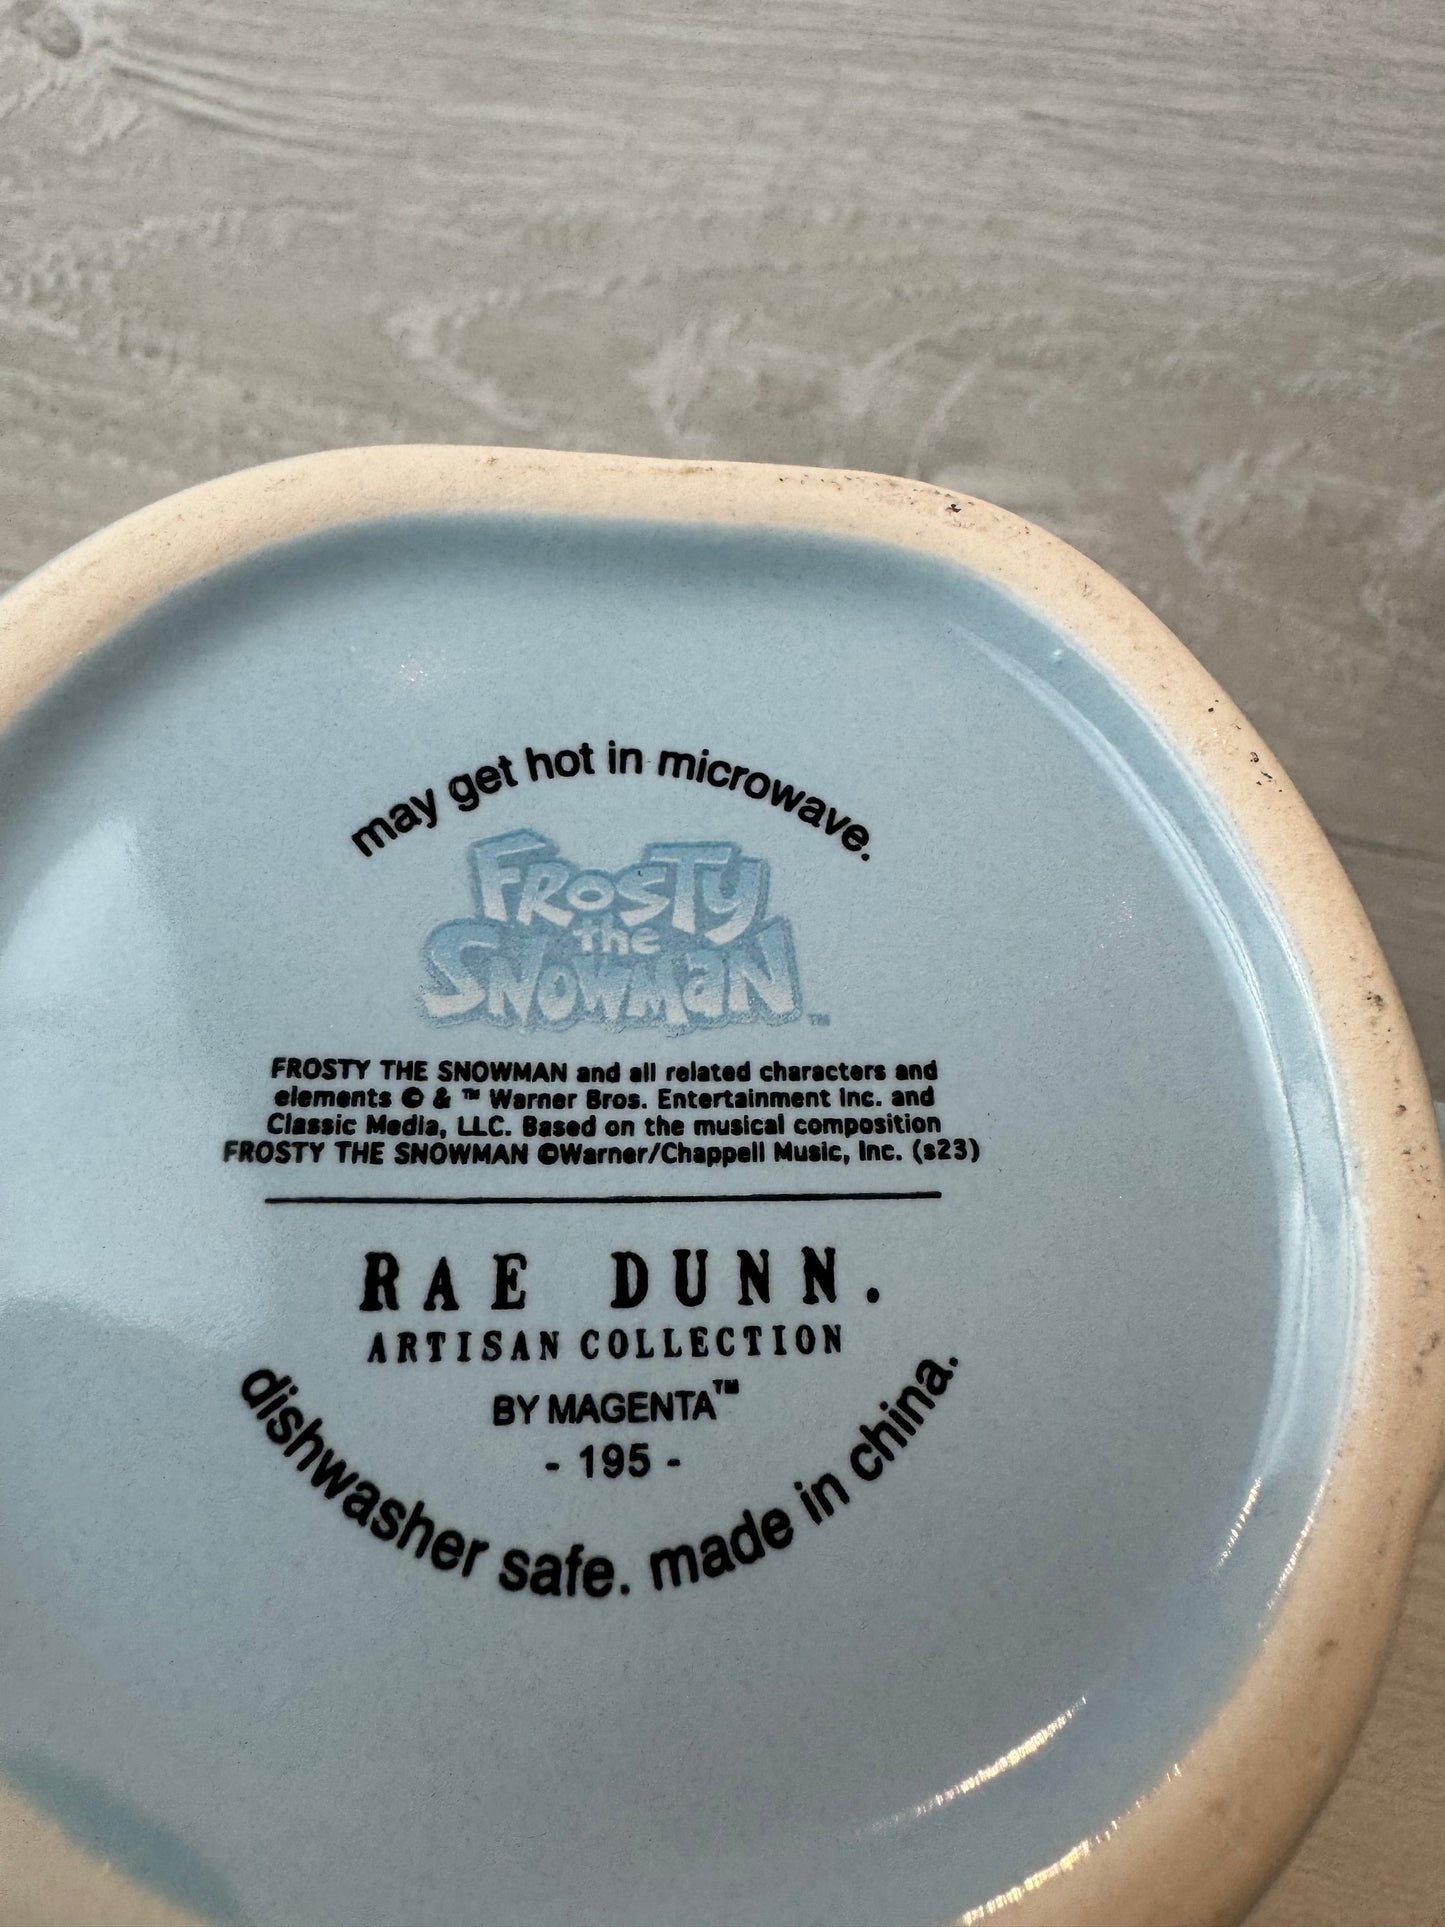 may get hot in microwave.
FROSTY
the
SNOWMAN™
FROSTY THE SNOWMAN and all related characters and
elements © & ™ Warner Bros. Entertainment Inc. and
Classic Media, LLC. Based on the musical composition
FROSTY THE SNOWMAN ©Warner/Chappell Music, Inc. (s23)
RAE DUNN.
ARTISAN COLLECTION
BY MAGENTA™
- 195 -
dishwasher safe. made in china.